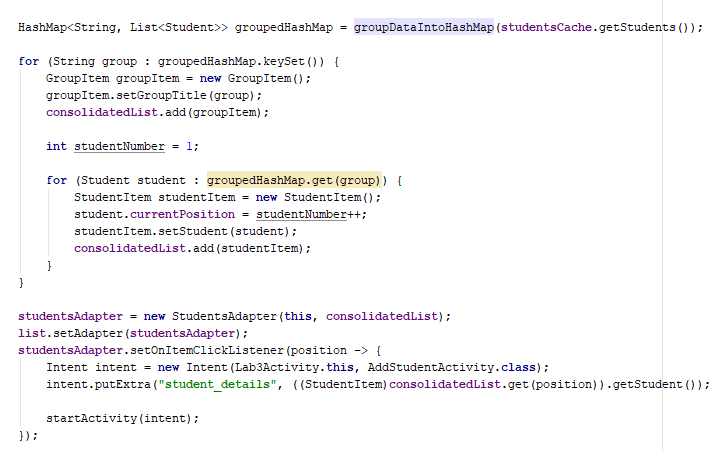 HashMap<String, List<Student>> groupedHashMap = groupDataIntoHashMap(studentsCache.getStudents());
for (String group : groupedHashMap.keySet()) {
GroupItem groupItem = new GroupItem();
groupItem.setGroupTitle(group);
consolidatedList.add(groupItem);
int studentNumber = 1;
for (Student student : groupedHashMap.get(group)) {
StudentItem studentItem = new StudentItem();
student.currentPosition = studentNumber++;
studentItem.setStudent(student);
consolidatedList.add(studentItem);
}
}
studentsAdapter = new StudentsAdapter(this, consolidatedList);
list.setAdapter(studentsAdapter);
studentsAdapter.setOnItemClickListener(position -> {
Intent intent = new Intent(Lab3Activity.this, AddStudentActivity.class);
intent.putExtra("student_details", ((StudentItem)consolidatedList.get(position)).getStudent());
startActivity(intent);
});